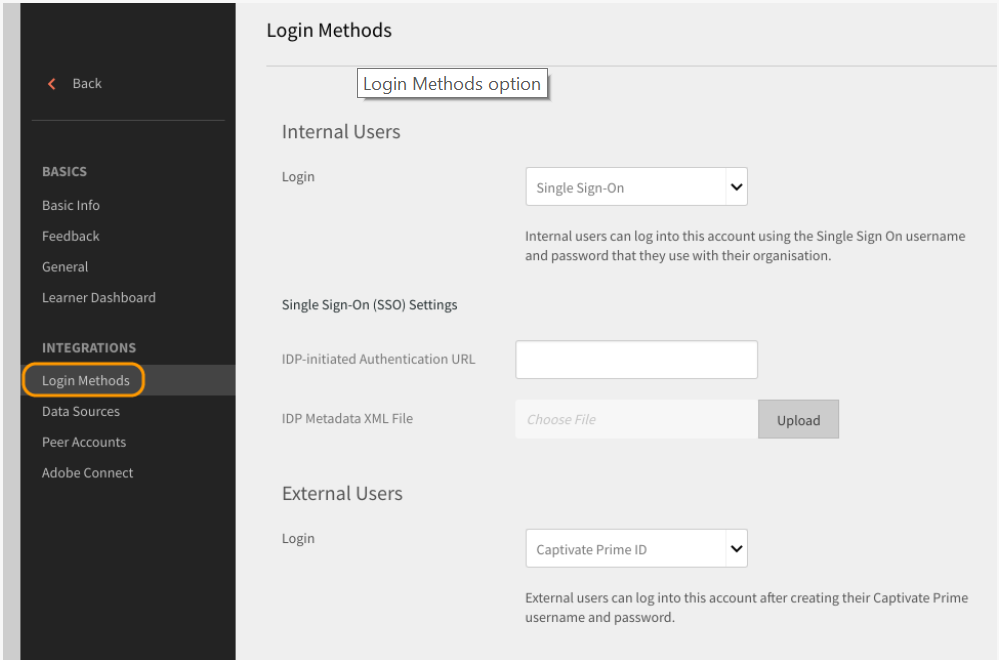 Back
BASICS
Basic Info
Feedback
General
Learner Dashboard
INTEGRATIONS
Login Methods
Data Sources
Peer Accounts
Adobe Connect
Login Methods
Login Methods option
Internal Users
Login
Single Sign-On
Internal users can log into this account using the Single Sign On username
and password that they use with their organisation.
Single Sign-On (SSO) Settings
IDP-initiated Authentication URL
IDP Metadata XML File
Choose File
Upload
External Users
Login
Captivate Prime ID
External users can log into this account after creating their Captivate Prime
username and password.